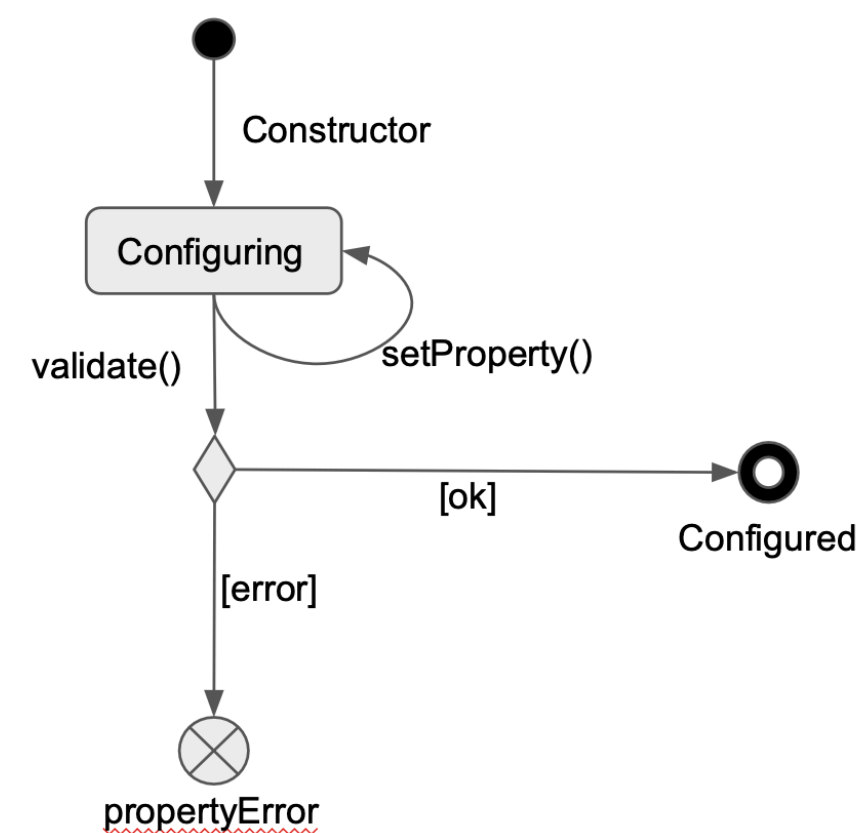 Constructor
Configuring
setProperty()
validate()
[ok]
Configured
[error]
propertyError